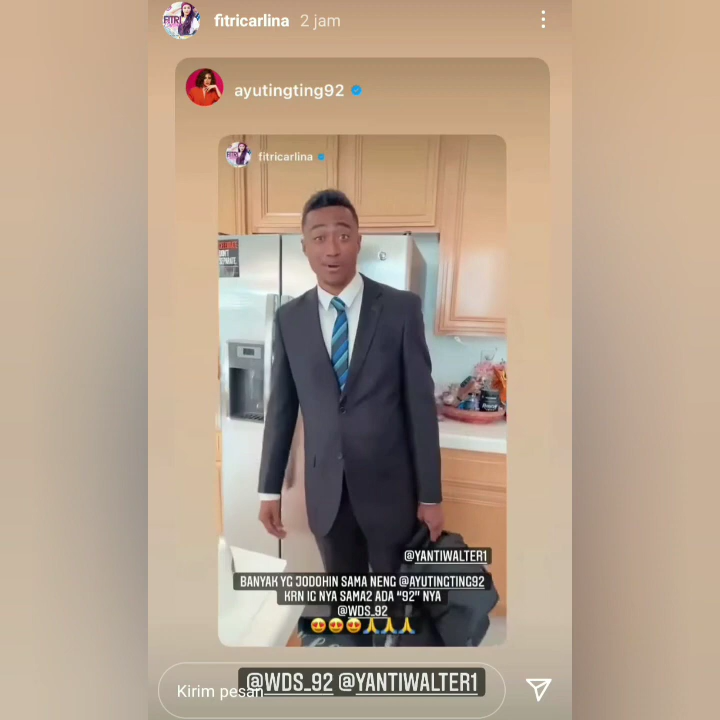 fitricarlina 2 jam
ayutingting92
fitricarlina
@YANTIWALTER1
BANYAK YG JODOHIN SAMA NENG @AYUTINGTING92
KRN IG NYA SAMA2 ADA "92" NYA
@WDS_92
😍😍😍🙏🙏🙏
@WDS_92 @YANTIWALTER1
Kirim pesan